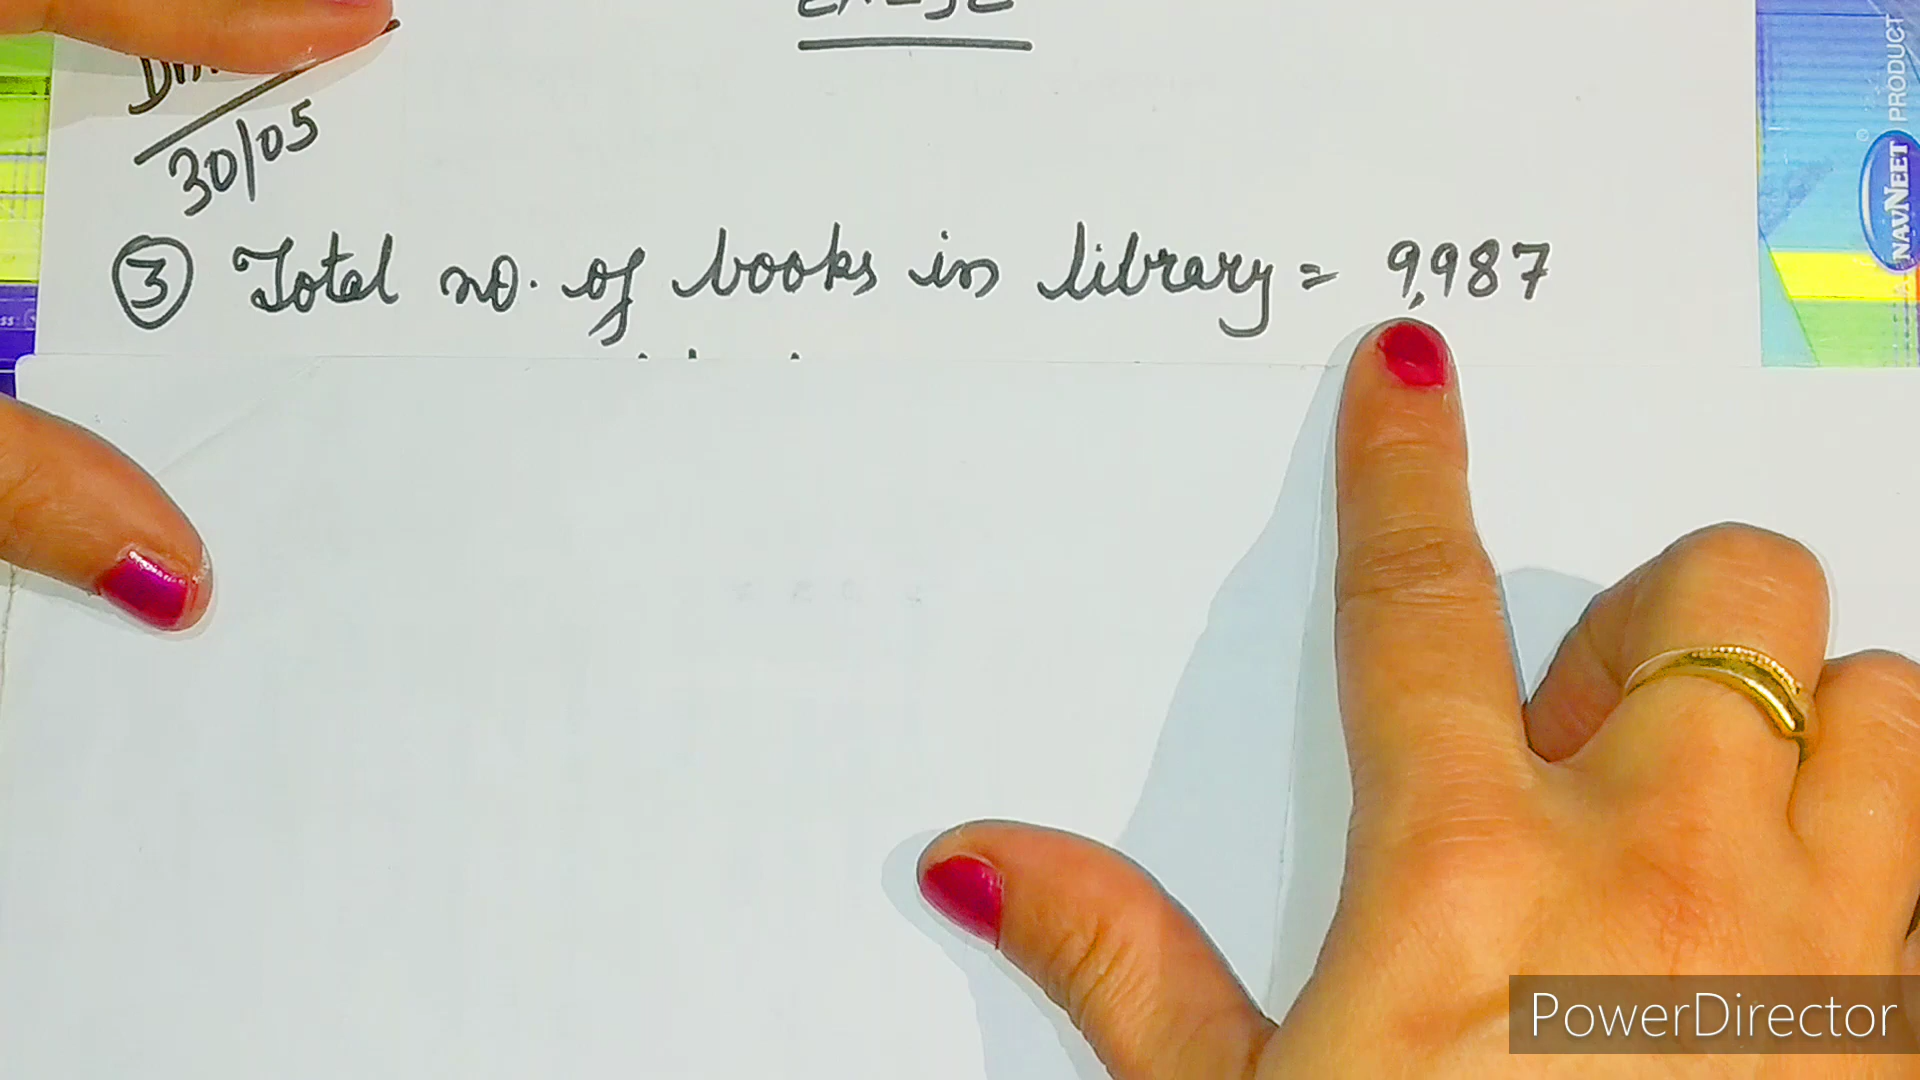 30/05
③ Total no. of books in library = 9,987
NAVNEET PRODUCT
PowerDirector